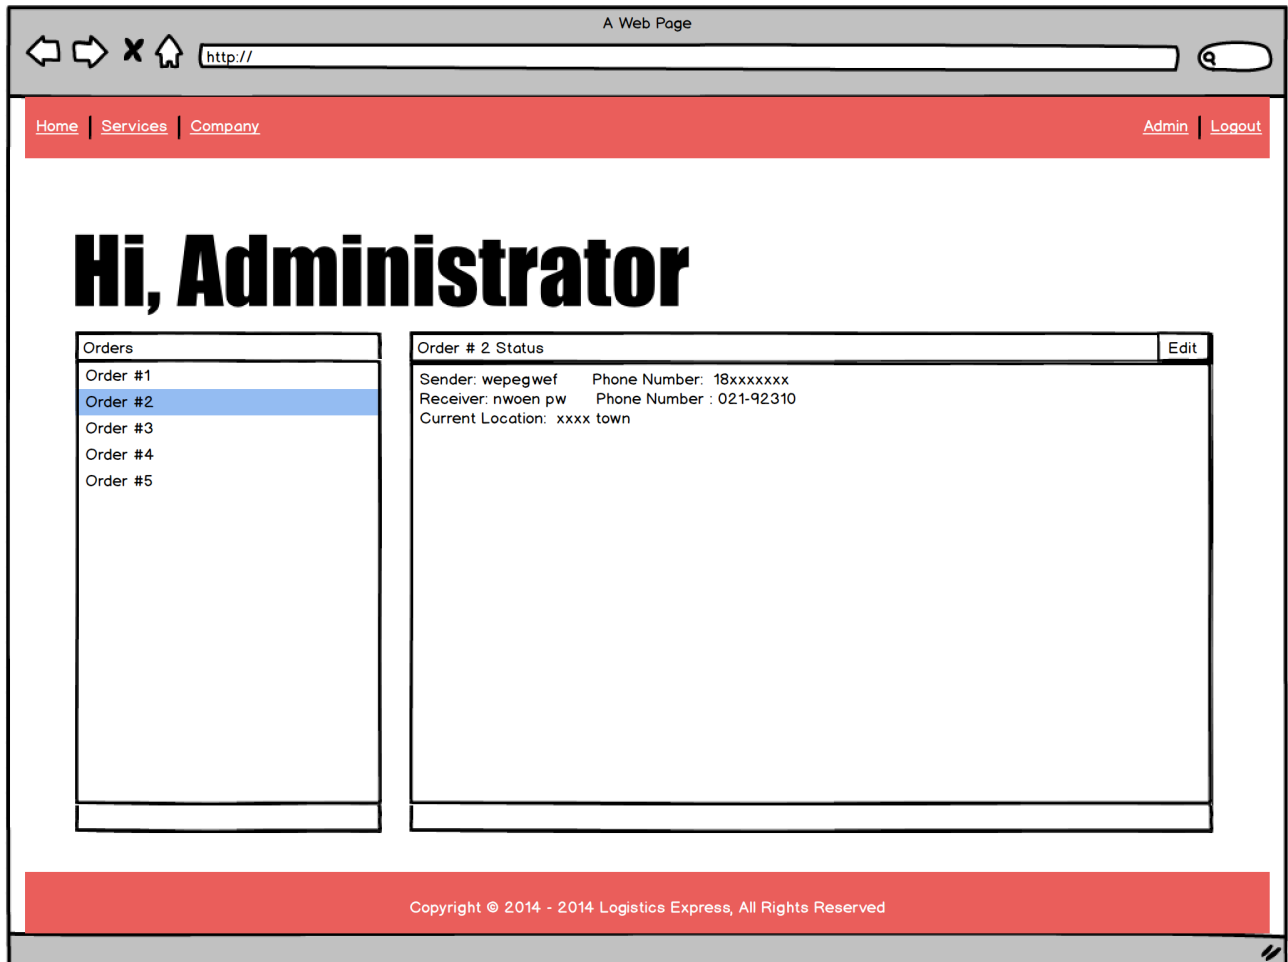 A Web Page
http://
Home | Services | Company Admin | Logout
Hi, Administrator
Orders
Order #1
Order #2
Order #3
Order #4
Order #5
Order # 2 Status Edit
Sender: wepegwef Phone Number: 18xxxxxxx
Receiver: nwoen pw Phone Number : 021-92310
Current Location: xxxx town
Copyright © 2014 - 2014 Logistics Express, All Rights Reserved